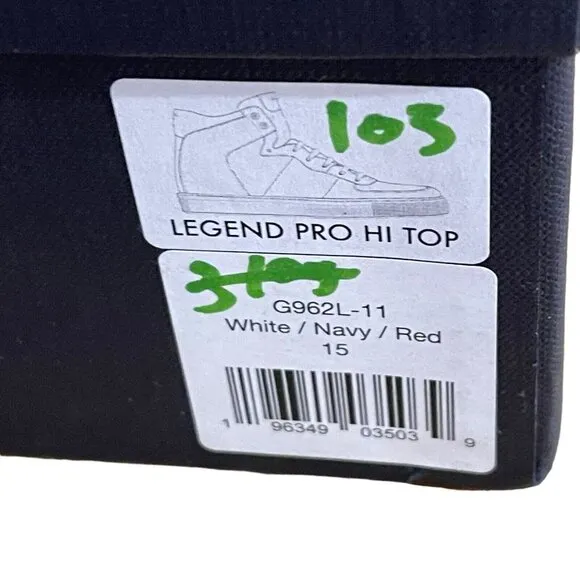 103
LEGEND PRO HI TOP
G962L-11
White / Navy / Red
15
1 96349 03503 9